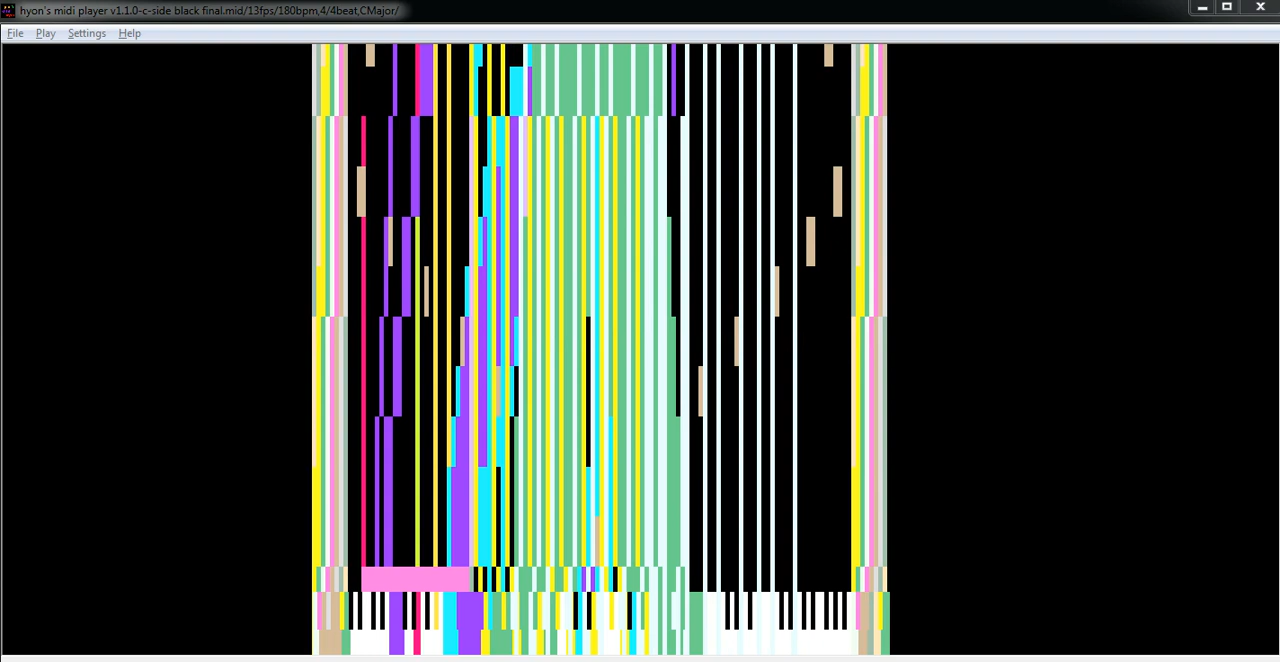 hyon's midi player v1.1.0-c-side black final.mid/13fps/180bpm,4/4beat,CMajor/
File Play Settings Help